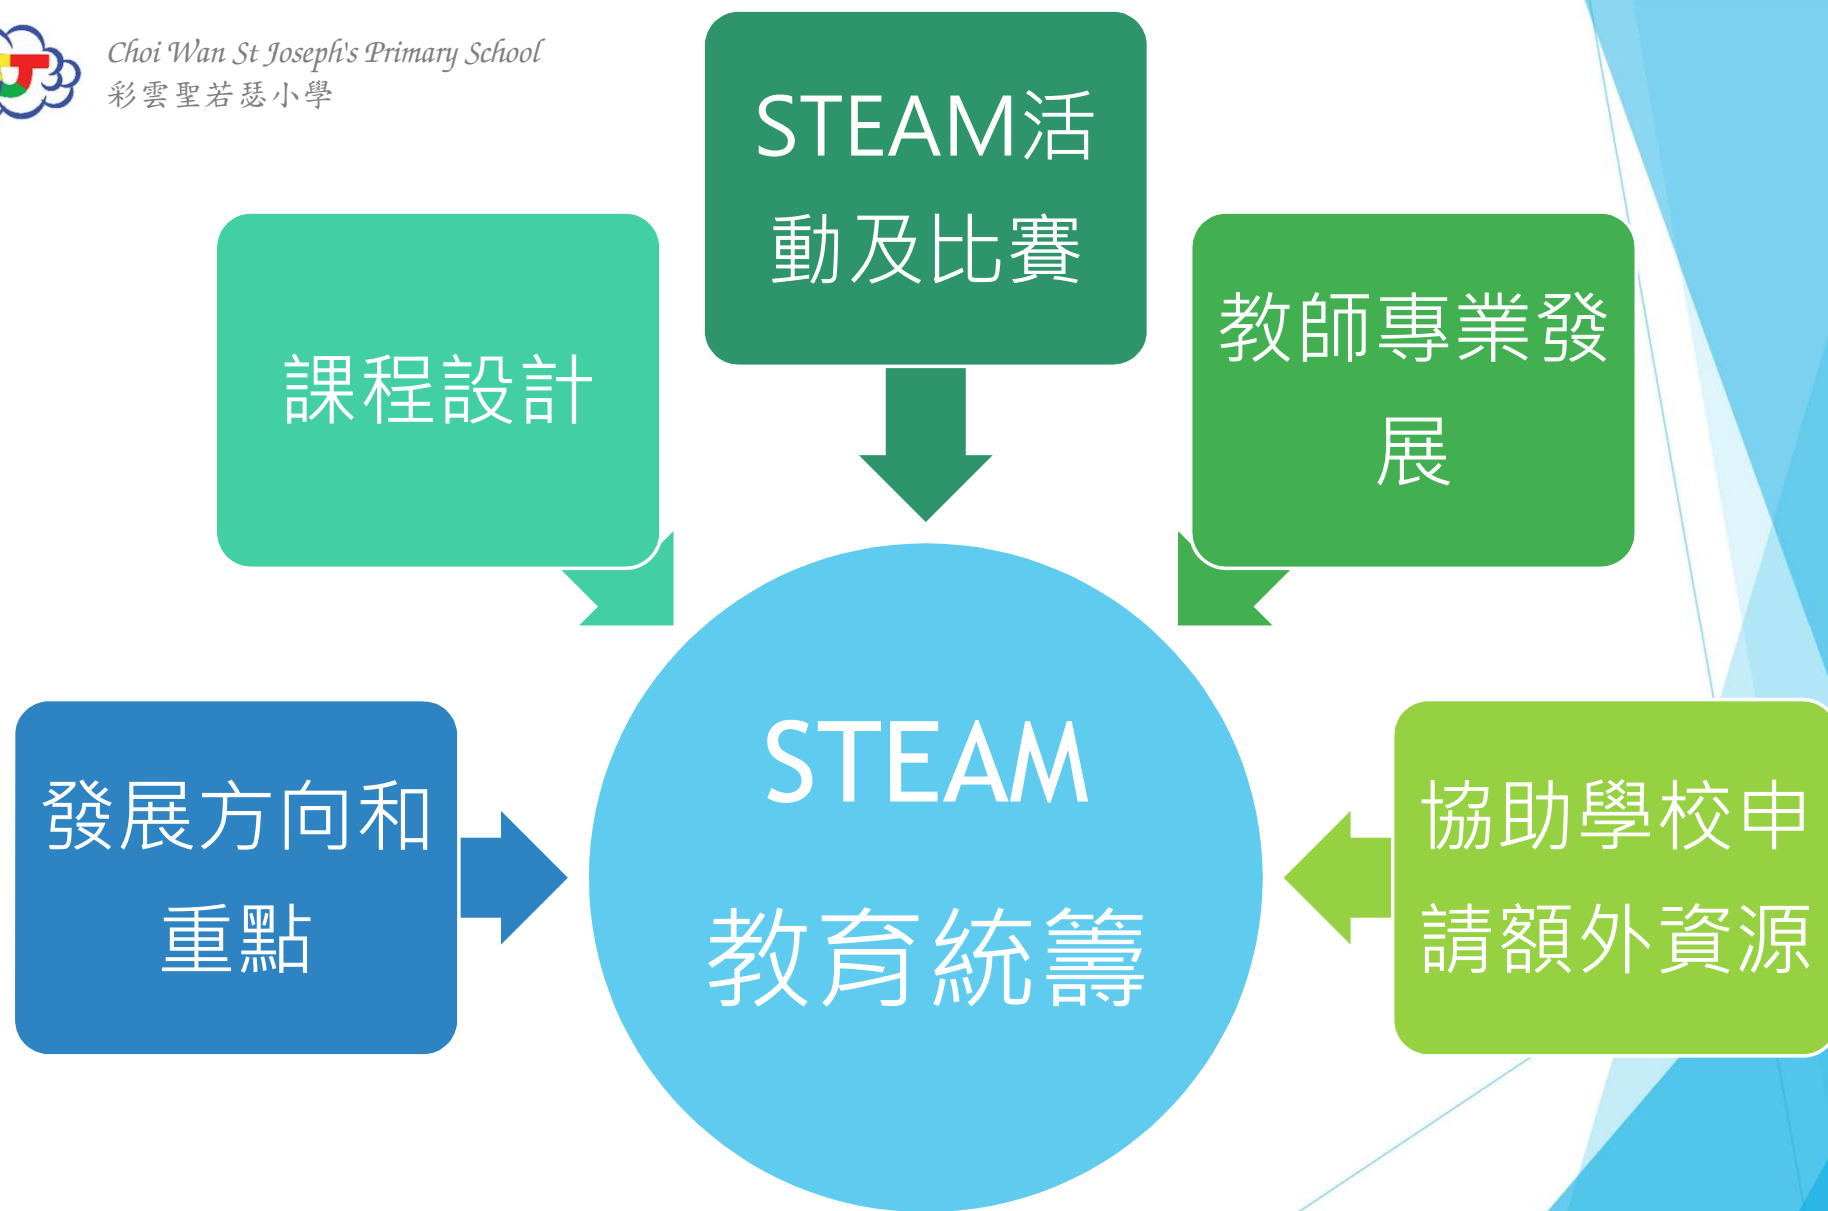 Choi Wan St Joseph's Primary School
彩雲聖若瑟小學
STEAM活
動及比賽
課程設計
教師專業發
展
發展方向和
重點
STEAM
教育統籌
協助學校申
請額外資源